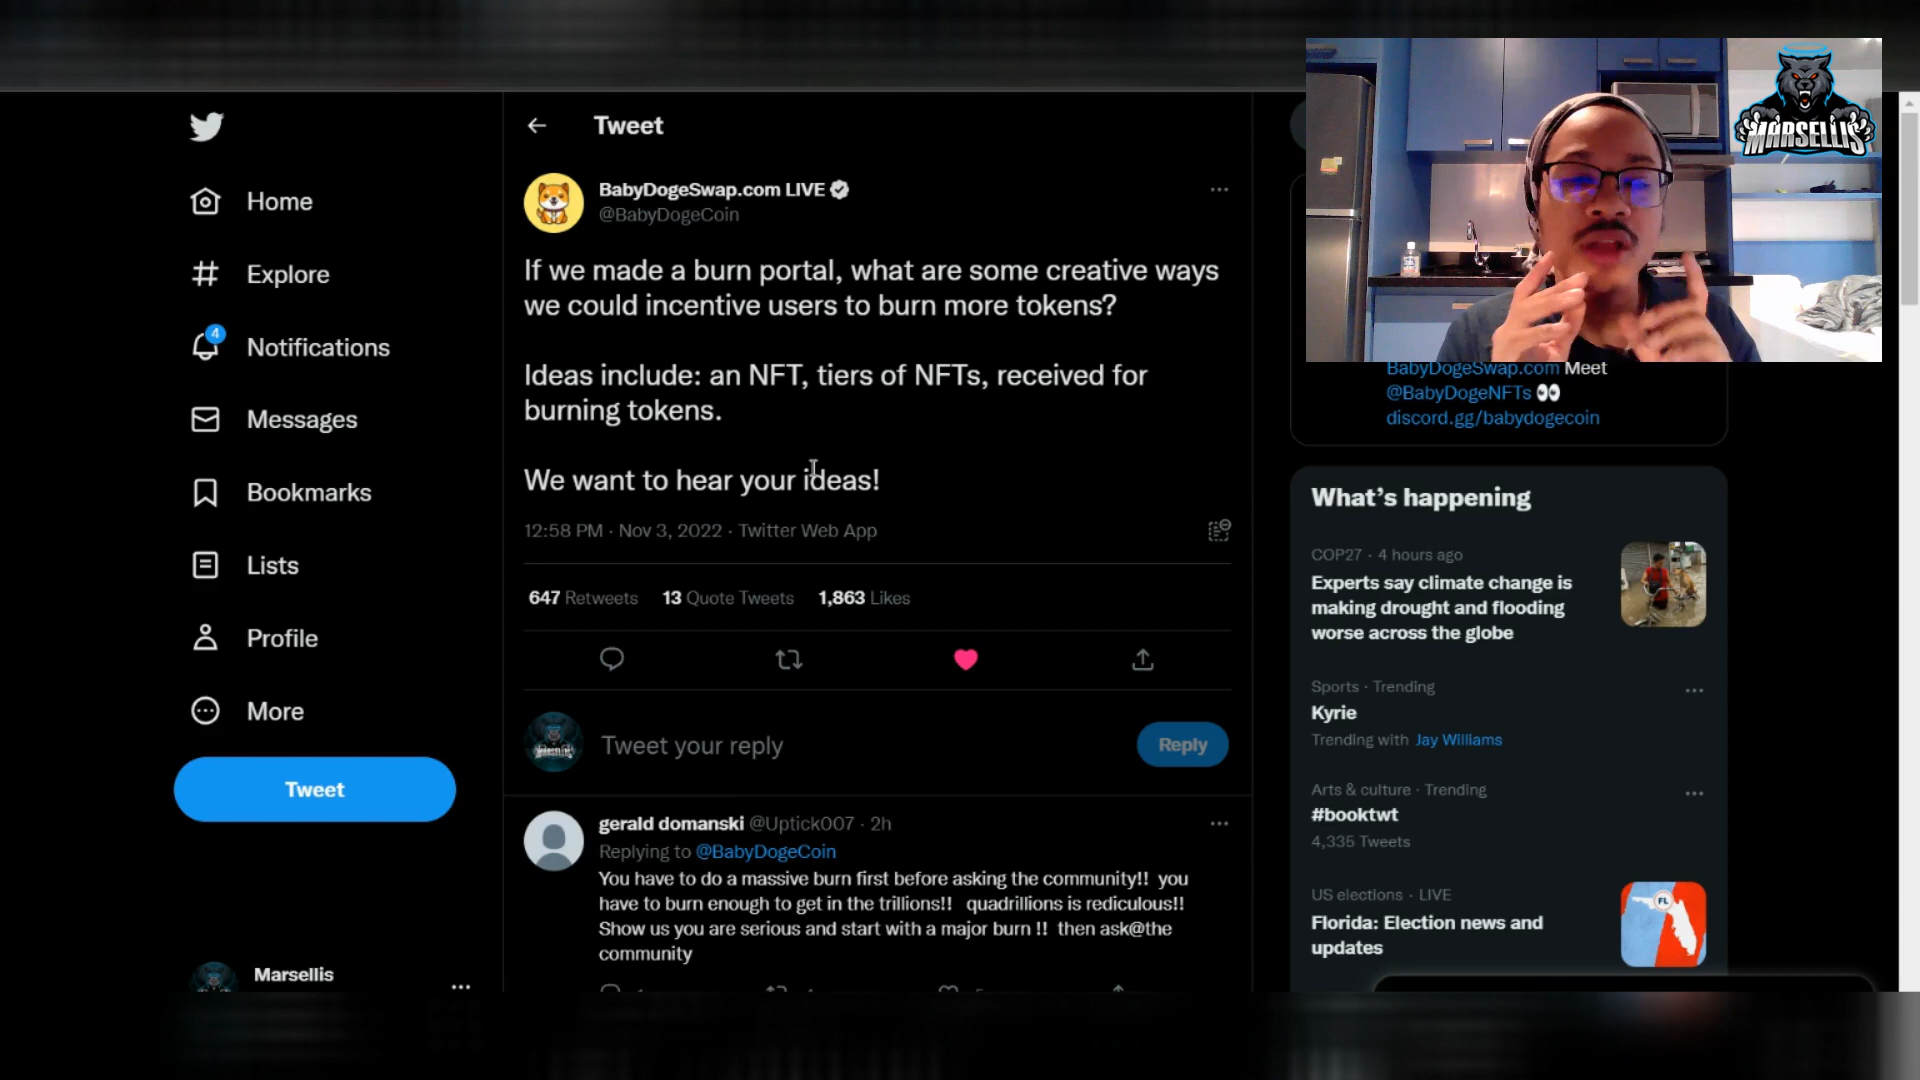 Home
Explore
4
Notifications
Messages
Bookmarks
Lists
Profile
More
Tweet
Marsellis
Tweet
BabyDogeSwap.com LIVE
@BabyDogeCoin
If we made a burn portal, what are some creative ways
we could incentive users to burn more tokens?
Ideas include: an NFT, tiers of NFTs, received for
burning tokens.
We want to hear your ideas!
12:58 PM · Nov 3, 2022 · Twitter Web App
647 Retweets 13 Quote Tweets 1,863 Likes
Tweet your reply
Reply
gerald domanski @Uptick007 · 2h
Replying to @BabyDogeCoin
You have to do a massive burn first before asking the community!! you
have to burn enough to get in the trillions!! quadrillions is rediculous!!
Show us you are serious and start with a major burn !! then ask@the
community
MARSELLIS
BabyDogeSwap.com Meet
@BabyDogeNFTs
discord.gg/babydogecoin
What's happening
COP27 · 4 hours ago
Experts say climate change is
making drought and flooding
worse across the globe
Sports · Trending
Kyrie
Trending with Jay Williams
Arts & culture · Trending
#booktwt
4,335 Tweets
US elections · LIVE
Florida: Election news and
updates
FL